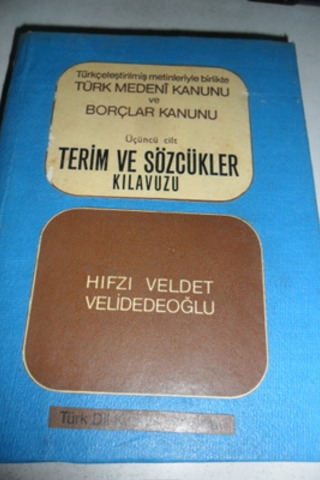 Türkçeleştirilmiş metinleriyle birlikte
TÜRK MEDENÎ KANUNU
ve
BORÇLAR KANUNU
Üçüncü cilt
TERİM VE SÖZCÜKLER
KILAVUZU
HIFZI VELDET
VELİDEDEOĞLU
Türk Dil